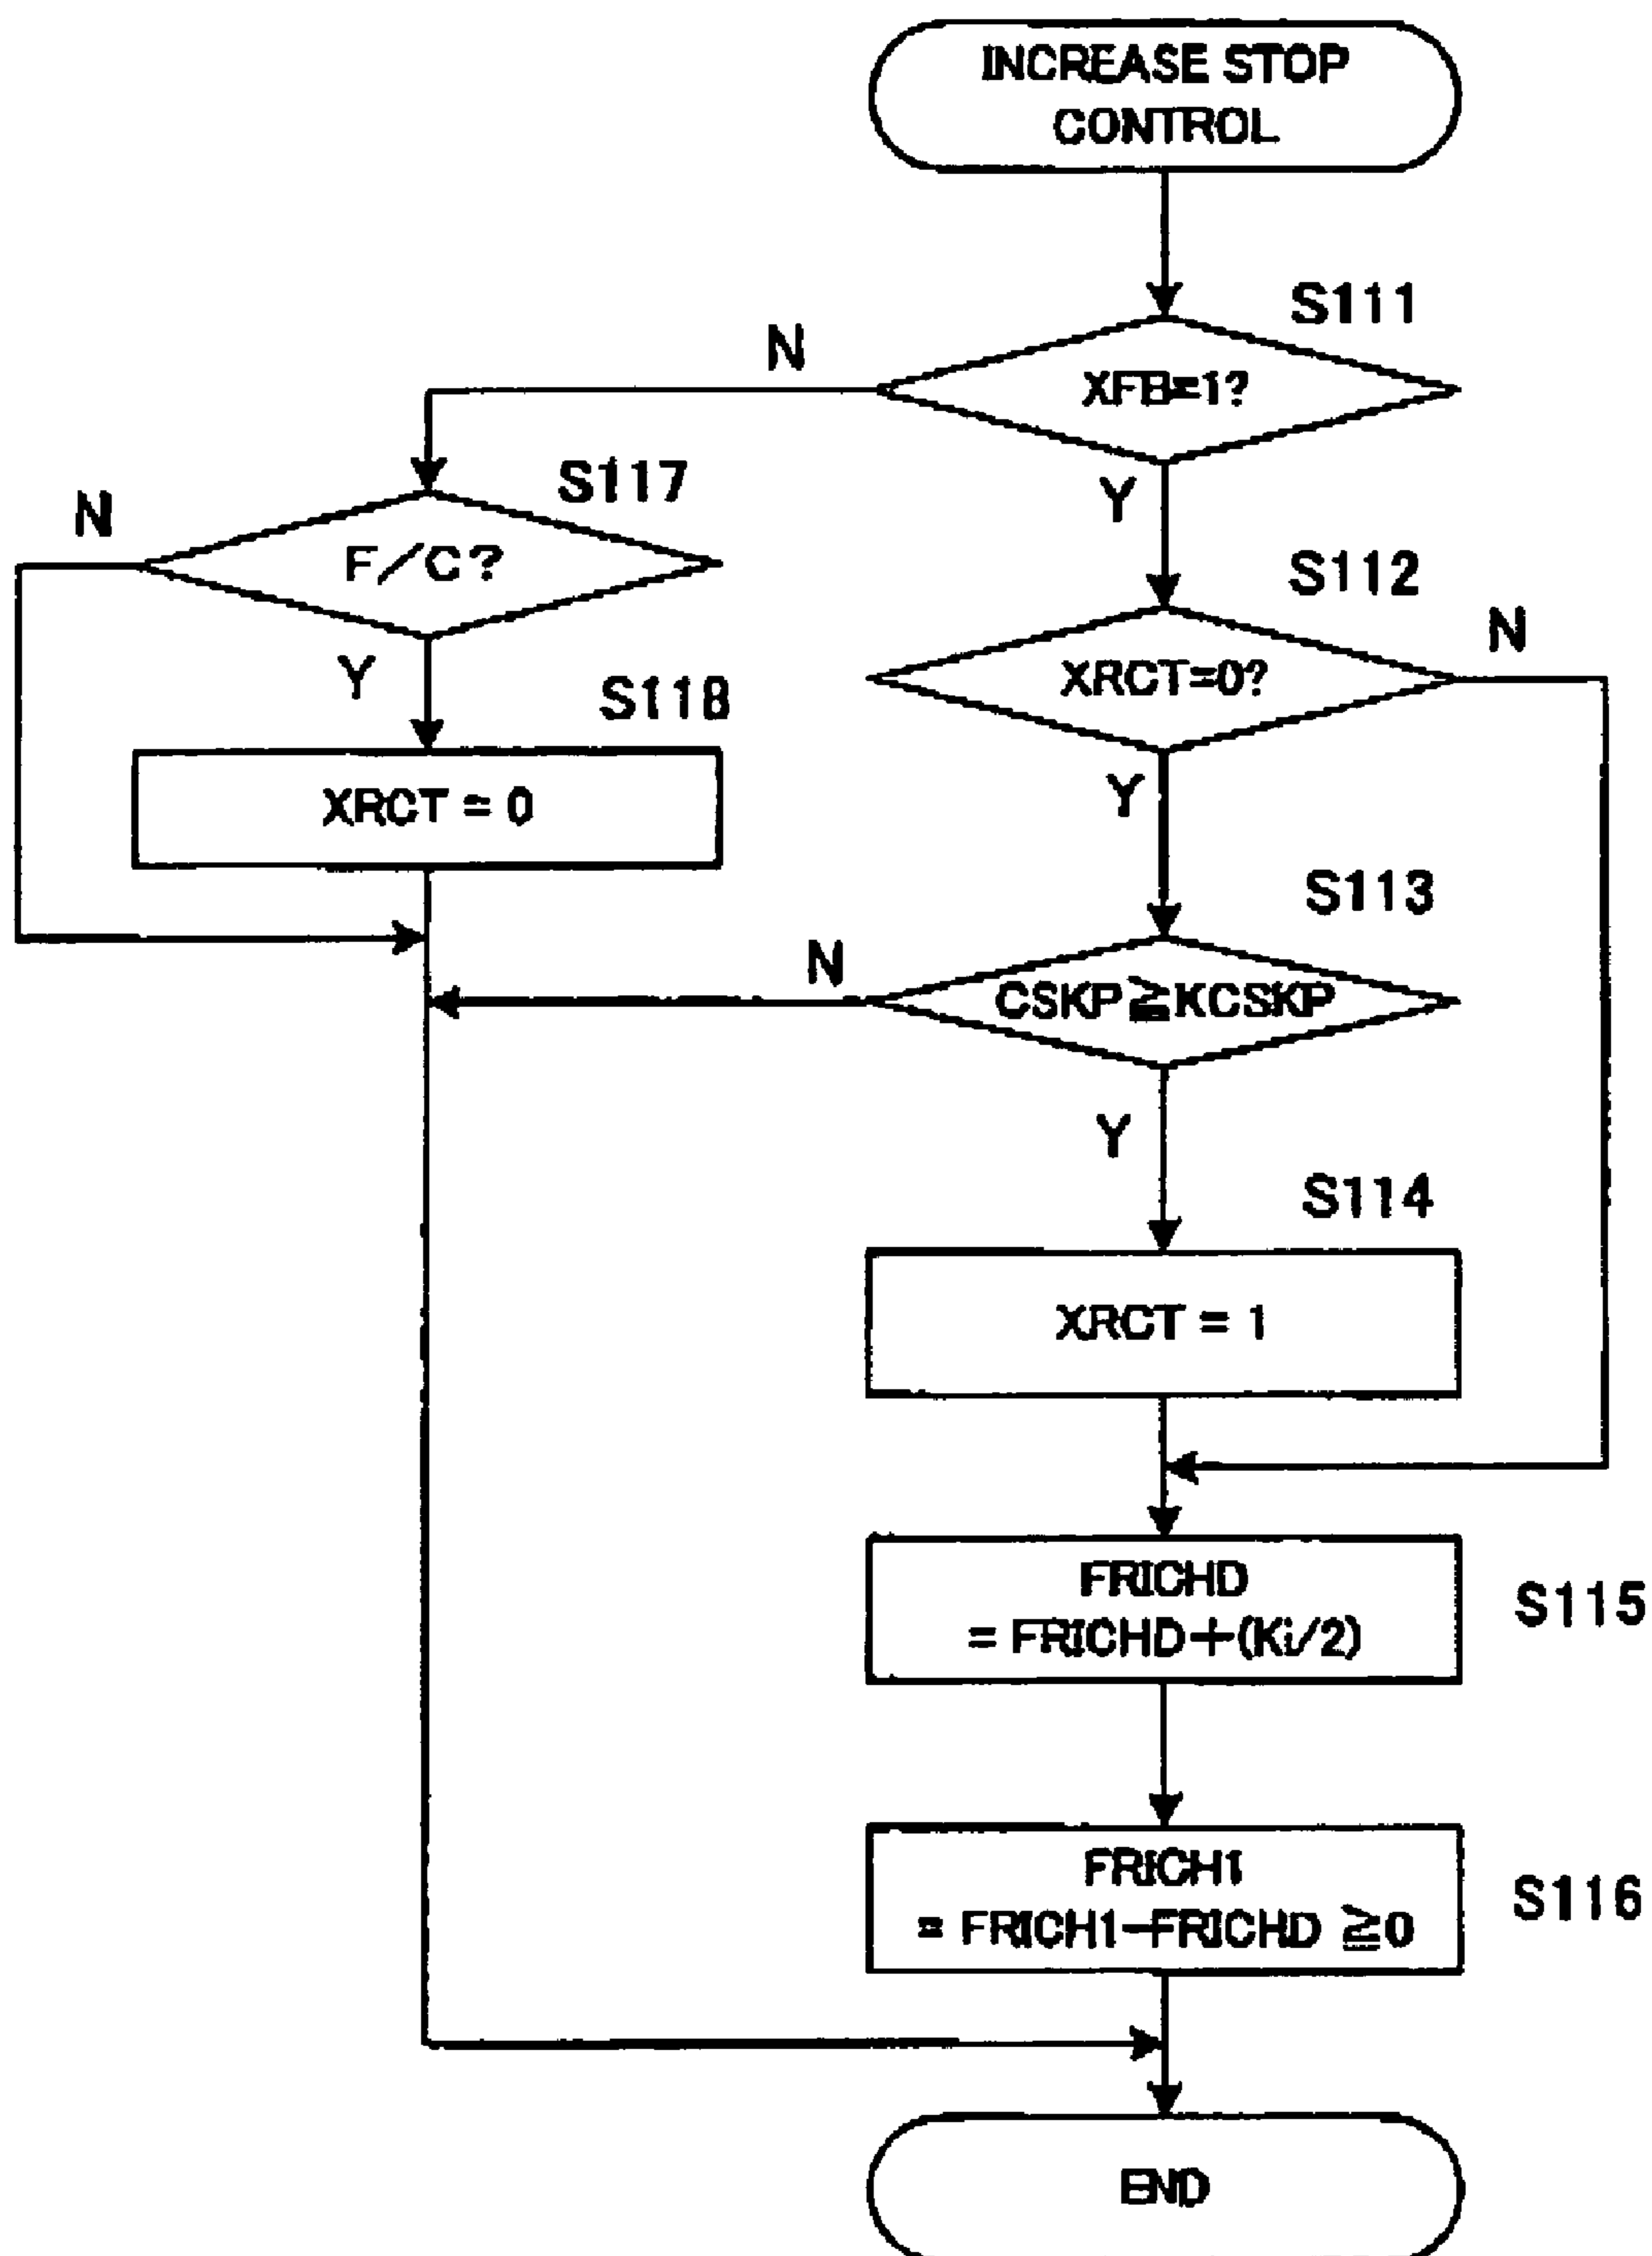 INCREASE STOP
CONTROL
S111
N
XFB=1?
Y
S117
N
F/C?
Y
S112
N
XRCT=0?
Y
S118
XRCT = 0
S113
N
CSKP≧KCSKP
Y
S114
XRCT = 1
FRICHD
= FRICHD+(Ki/2)
S115
FRICH1
= FRICH1-FRICHD ≧0
S116
END